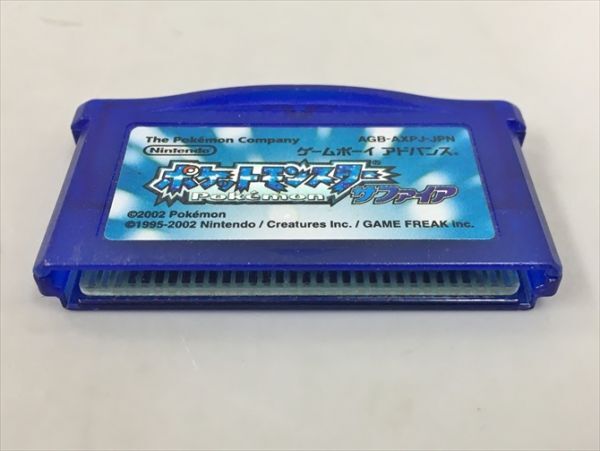 The Pokémon Company AGB-AXPJ-JPN
Nintendo ゲームボーイ アドバンス®
ポケットモンスター®
Pokémon サファイア
©2002 Pokémon
©1995-2002 Nintendo / Creatures Inc. / GAME FREAK Inc.